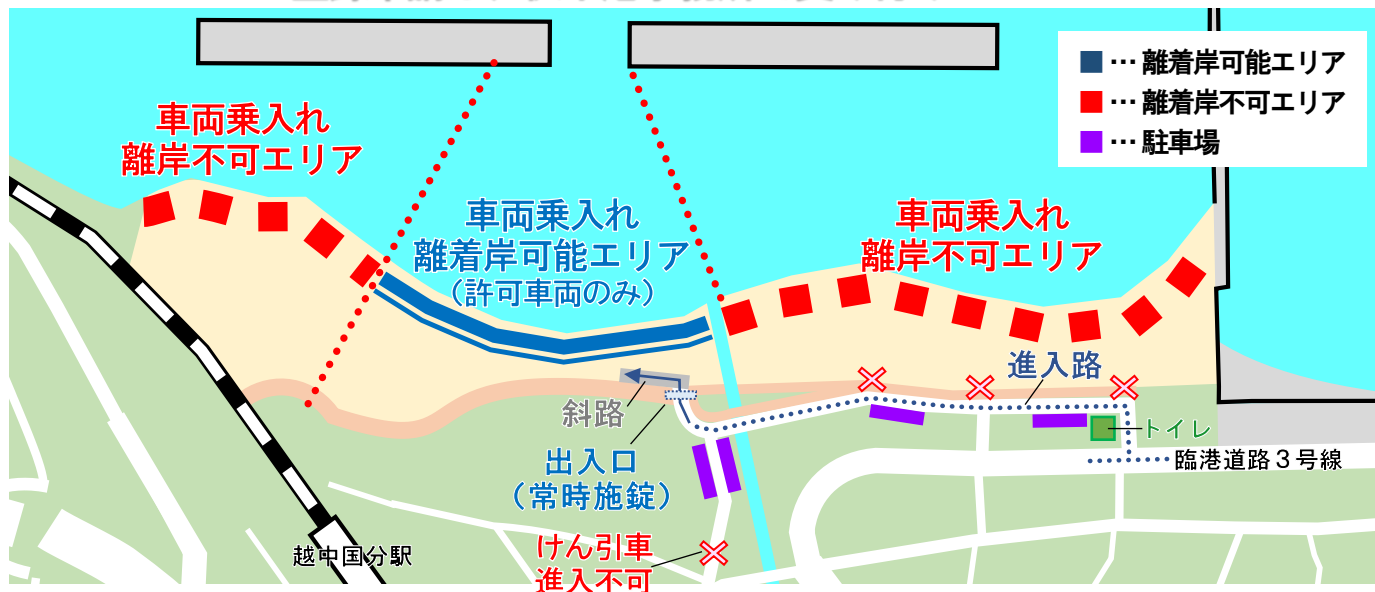 ■…離着岸可能エリア
■…離着岸不可エリア
■…駐車場
車両乗入れ
離岸不可エリア
車両乗入れ
離着岸可能エリア
（許可車両のみ）
車両乗入れ
離岸不可エリア
進入路
斜路
トイレ
出入口
（常時施錠）
臨港道路３号線
けん引車
進入不可
越中国分駅